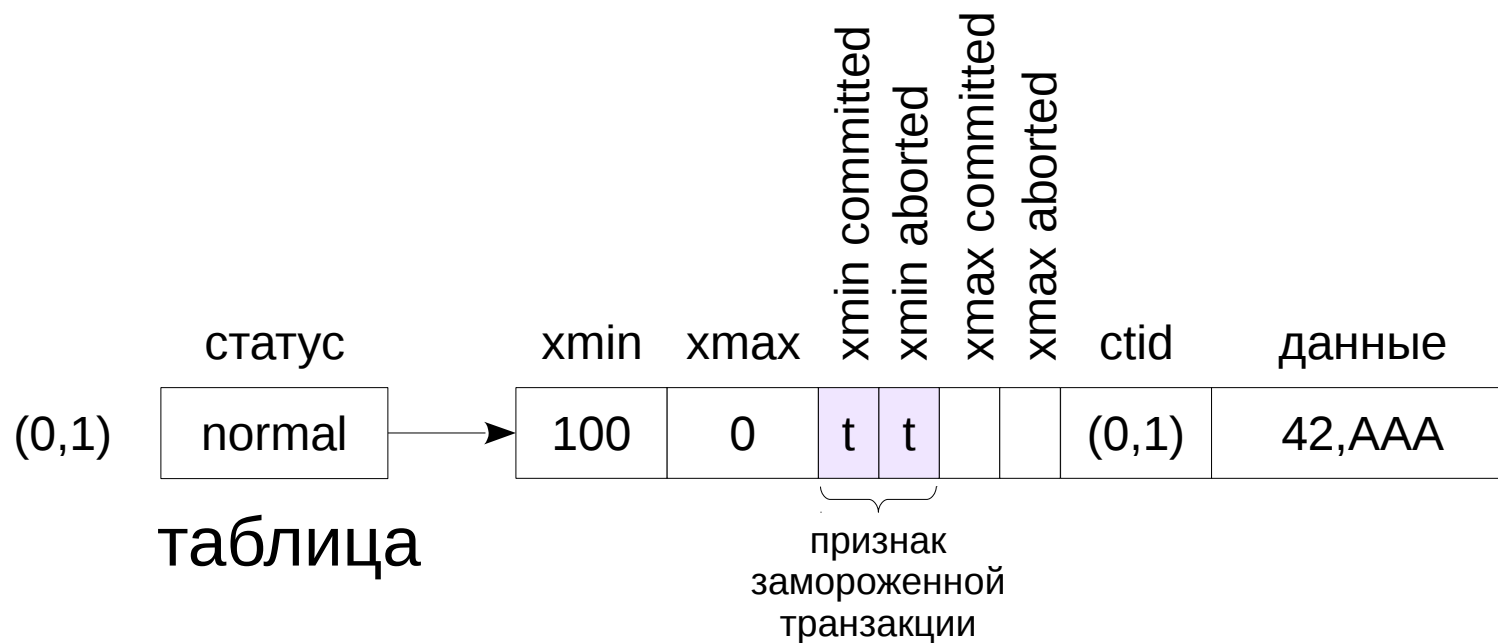 xmin committed
xmin aborted
xmax committed
xmax aborted
статус
xmin
xmax
ctid
данные
(0,1)
normal
100
0
t
t
(0,1)
42,AAA
таблица
признак
замороженной
транзакции